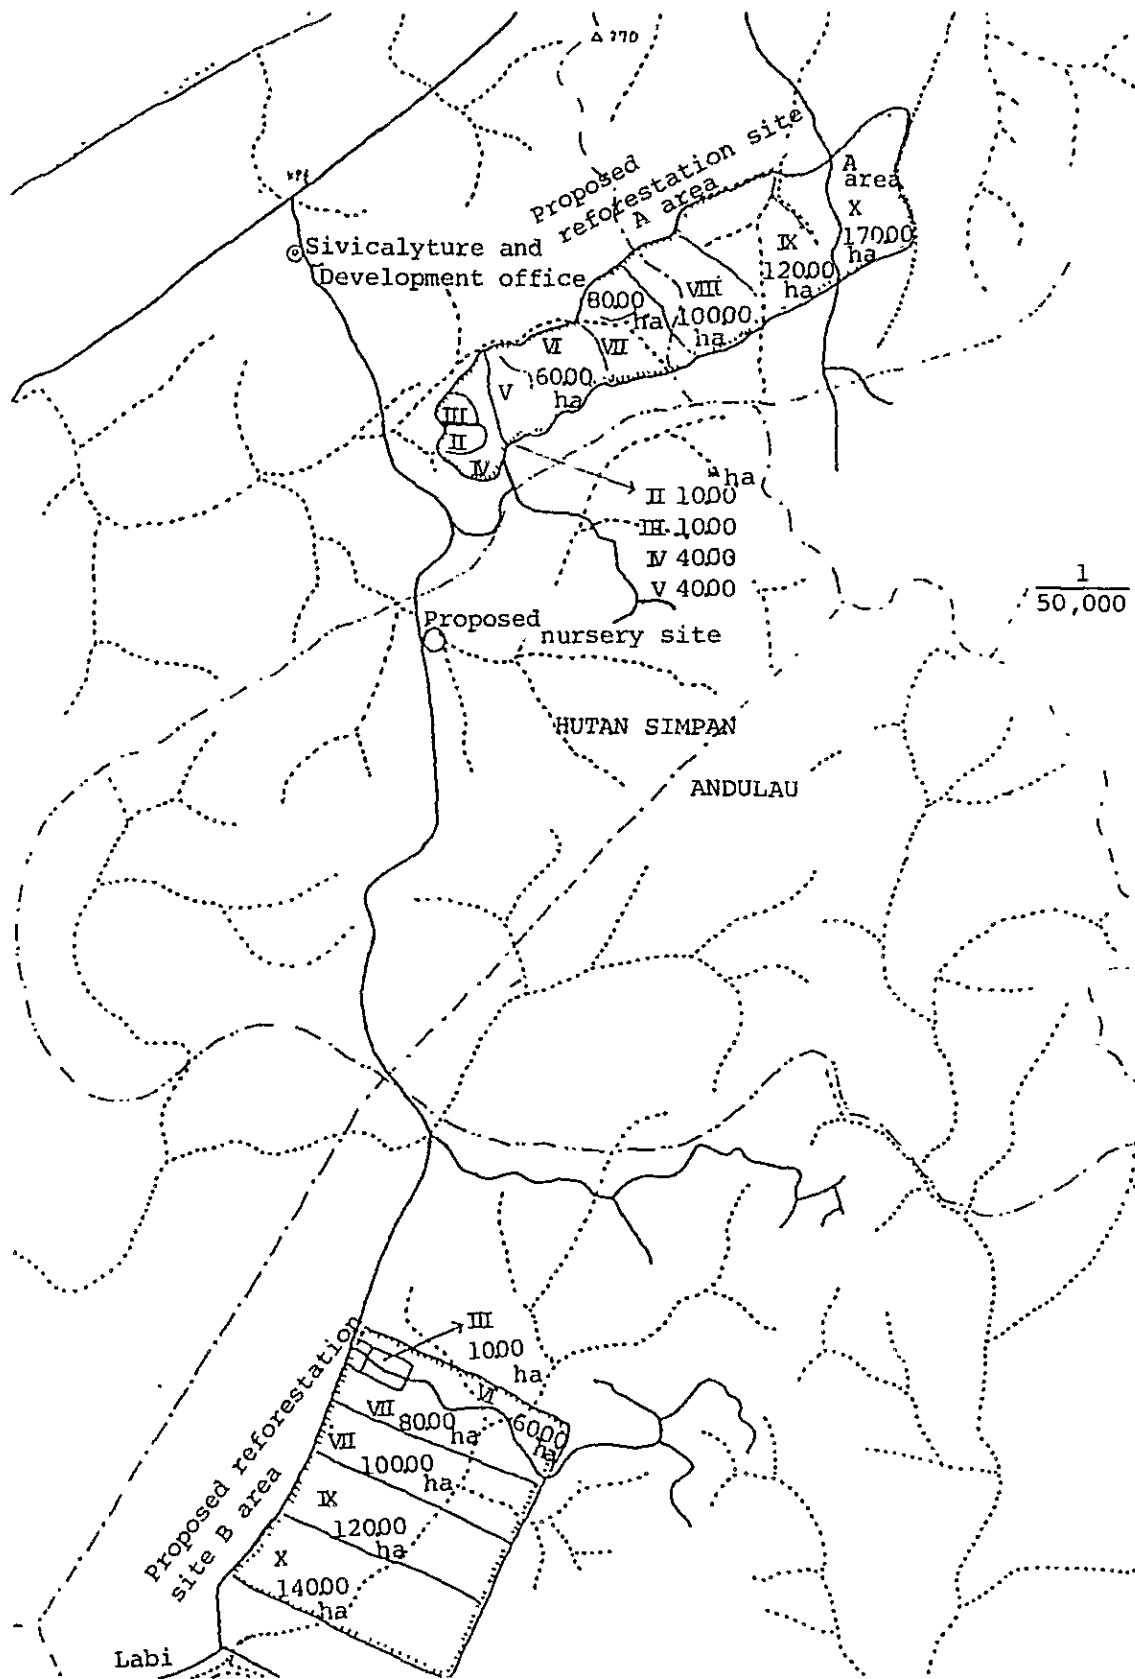 △ 370
Proposed
reforestation site
A area
A
area
X
170.00
ha
IX
120.00
ha
Sivicalyture and
Development office
VIII
100.00
ha
80.00
ha
VI
VII
60.00
ha
V
III
II
IV
ha
II 10.00
III 10.00
IV 40.00
V 40.00
1
50,000
Proposed
nursery site
HUTAN SIMPAN
ANDULAU
III
10.00
ha
VI
60.00
ha
VII
80.00
ha
VII
100.00
ha
IX
120.00
ha
X
140.00
ha
Proposed reforestation
site B area
Labi